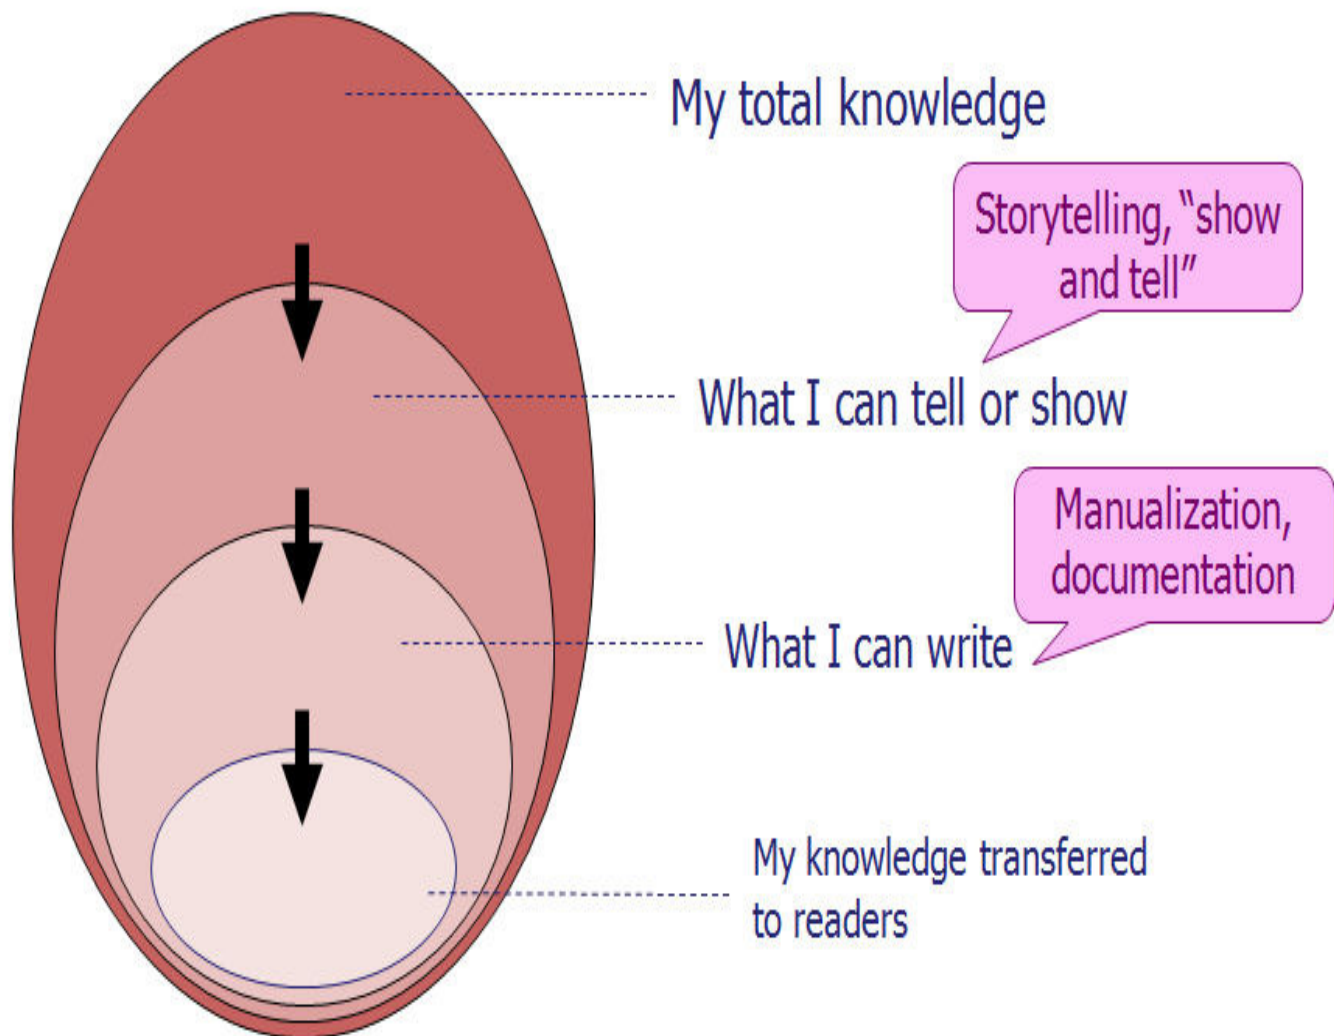 My total knowledge
Storytelling, “show
and tell”
What I can tell or show
Manualization,
documentation
What I can write
My knowledge transferred
to readers